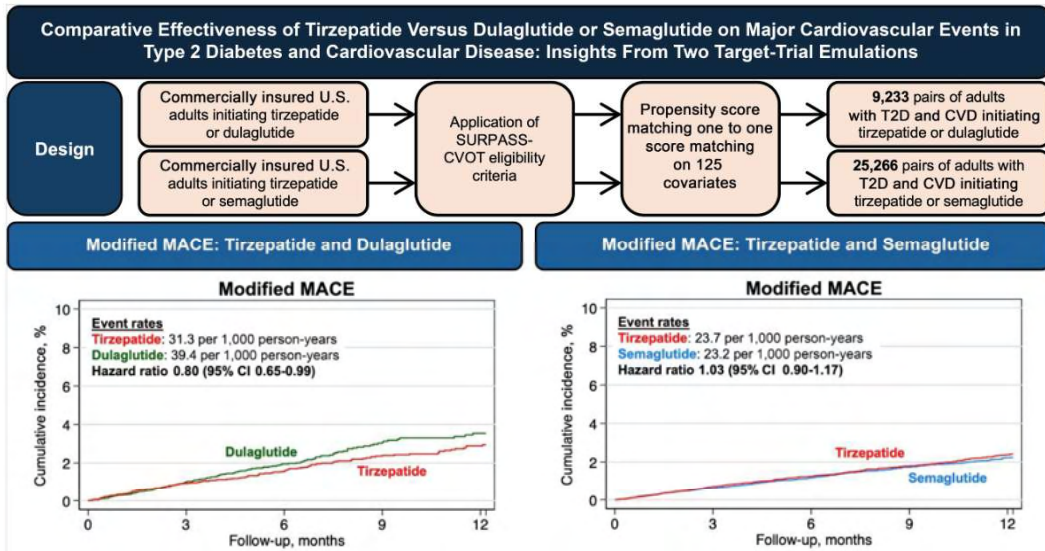 Comparative Effectiveness of Tirzepatide Versus Dulaglutide or Semaglutide on Major Cardiovascular Events in
Type 2 Diabetes and Cardiovascular Disease: Insights From Two Target-Trial Emulations
Design
Commercially insured U.S.
adults initiating tirzepatide
or dulaglutide
Commercially insured U.S.
adults initiating tirzepatide
or semaglutide
Application of
SURPASS-
CVOT eligibility
criteria
Propensity score
matching one to one
score matching
on 125
covariates
9,233 pairs of adults
with T2D and CVD initiating
tirzepatide or dulaglutide
25,266 pairs of adults with
T2D and CVD initiating
tirzepatide or semaglutide
Modified MACE: Tirzepatide and Dulaglutide
Modified MACE
Cumulative incidence, %
10
8
6
4
2
0
Event rates
Tirzepatide: 31.3 per 1,000 person-years
Dulaglutide: 39.4 per 1,000 person-years
Hazard ratio 0.80 (95% CI 0.65-0.99)
Dulaglutide
Tirzepatide
0 3 6 9 12
Follow-up, months
Modified MACE: Tirzepatide and Semaglutide
Modified MACE
Cumulative incidence, %
10
8
6
4
2
0
Event rates
Tirzepatide: 23.7 per 1,000 person-years
Semaglutide: 23.2 per 1,000 person-years
Hazard ratio 1.03 (95% CI 0.90-1.17)
Tirzepatide
Semaglutide
0 3 6 9 12
Follow-up, months